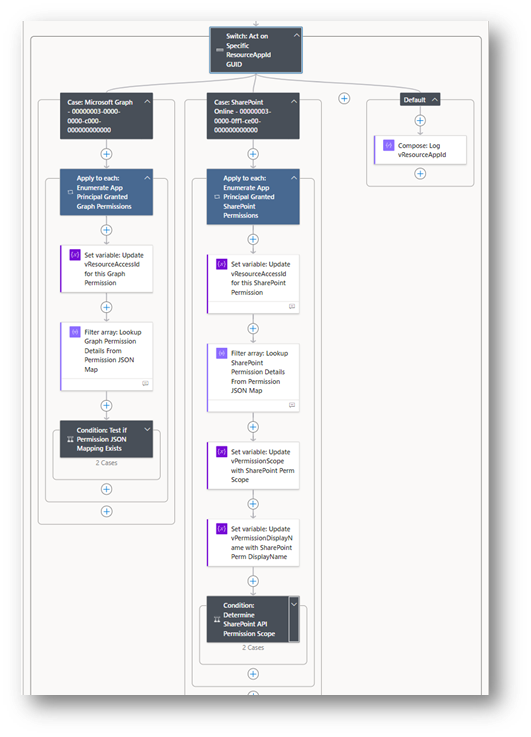 Switch: Act on
Specific
ResourceAppId
GUID
Case: Microsoft Graph
- 00000003-0000-
0000-c000-
000000000000
Case: SharePoint
Online - 00000003-
0000-0ff1-ce00-
000000000000
Default
Compose: Log
vResourceAppId
Apply to each:
Enumerate App
Principal Granted
Graph Permissions
Apply to each:
Enumerate App
Principal Granted
SharePoint
Permissions
Set variable: Update
vResourceAccessId
for this Graph
Permission
Set variable: Update
vResourceAccessId
for this SharePoint
Permission
Filter array: Lookup
Graph Permission
Details From
Permission JSON
Map
Filter array: Lookup
SharePoint
Permission Details
From Permission
JSON Map
Condition: Test if
Permission JSON
Mapping Exists
2 Cases
Set variable: Update
vPermissionScope
with SharePoint Perm
Scope
Set variable: Update
vPermissionDisplayN
ame with SharePoint
Perm DisplayName
Condition:
Determine
SharePoint API
Permission Scope
2 Cases